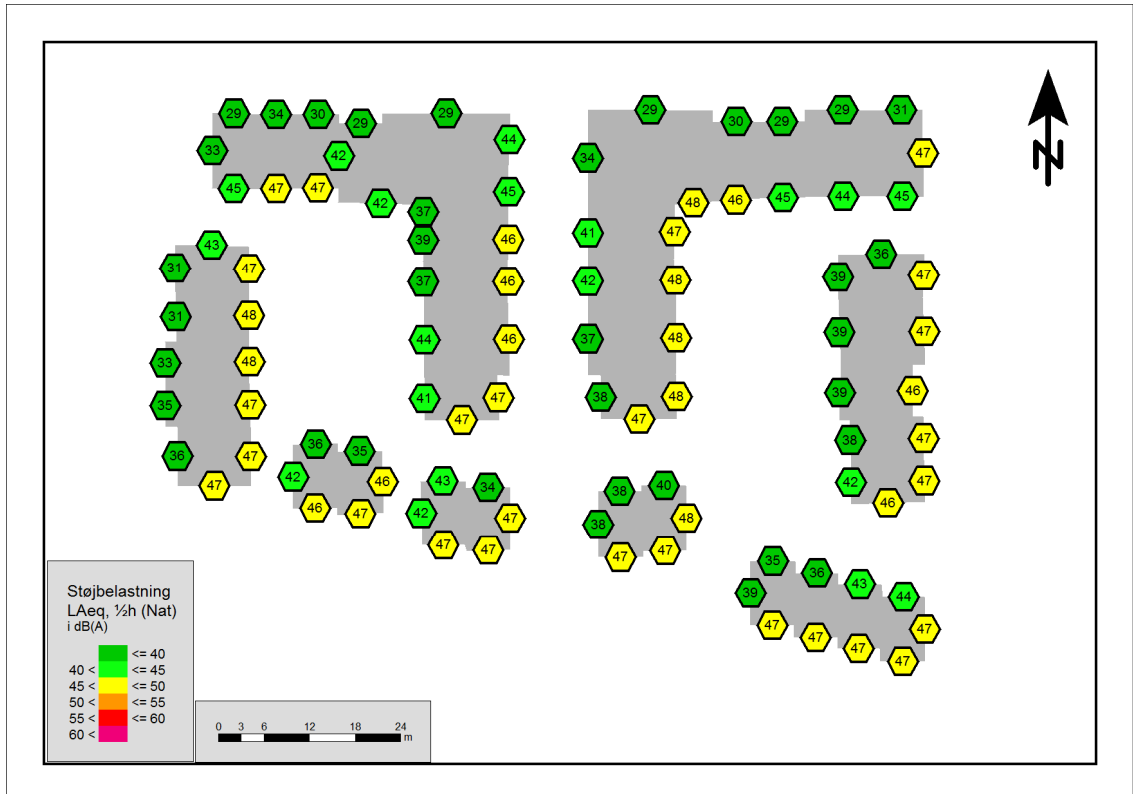 29 34 30 29 29 29 30 29 29 31
33 42 44 34 47
45 47 47 42 37 45 48 46 45 44 45
43 39 46 41 47 36
31 47 37 46 42 48 39 47
31 48 44 46 37 48 39 47
33 48 41 47 38 48 39 46
35 47 47 47
36 47 36 35 38 47
47 42 46 43 34 38 40 42 47
46 47 42 47 38 48 46
47 47 47 47
35 36 43 44
39 47
47 47 47 47
Støjbelastning
LAeq, ½h (Nat)
i dB(A)
<= 40
40 < <= 45
45 < <= 50
50 < <= 55
55 < <= 60
60 <
0 3 6 12 18 24
m
N